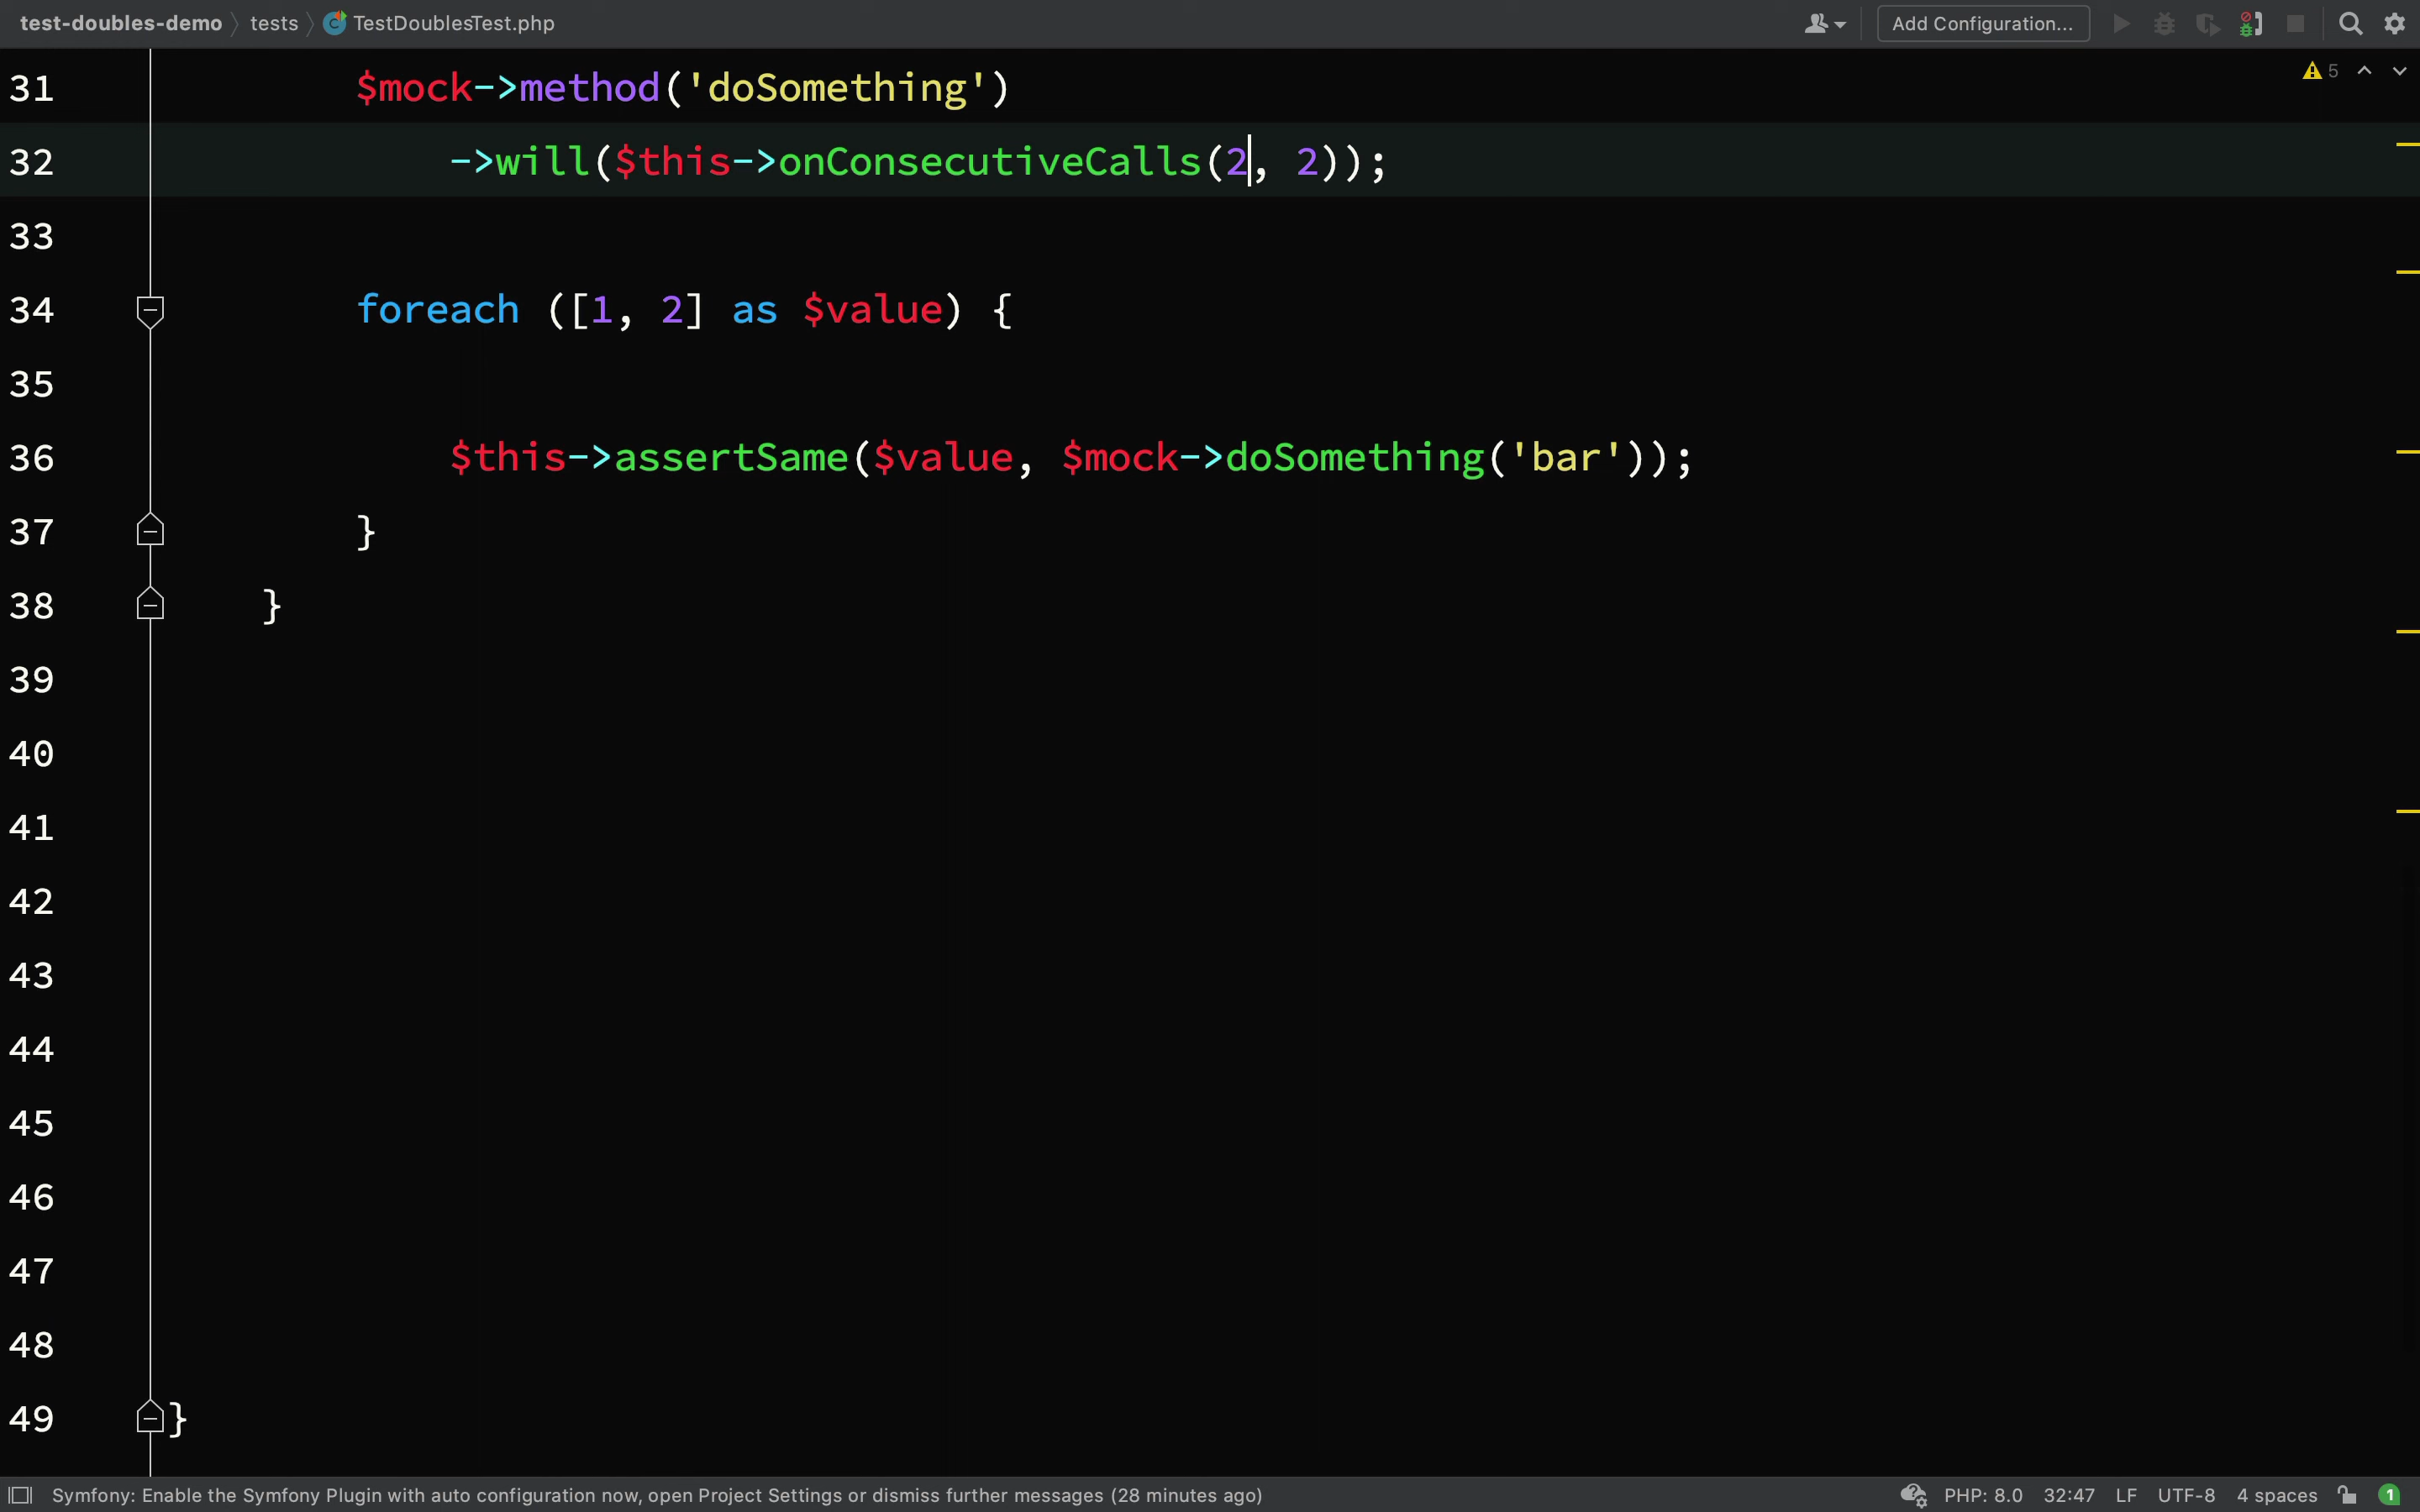 test-doubles-demo tests TestDoublesTest.php Add Configuration...
5
31 $mock->method('doSomething')
32 ->will($this->onConsecutiveCalls(2, 2));
33
34 foreach ([1, 2] as $value) {
35
36 $this->assertSame($value, $mock->doSomething('bar'));
37 }
38 }
39
40
41
42
43
44
45
46
47
48
49 }
Symfony: Enable the Symfony Plugin with auto configuration now, open Project Settings or dismiss further messages (28 minutes ago) PHP: 8.0 32:47 LF UTF-8 4 spaces 1